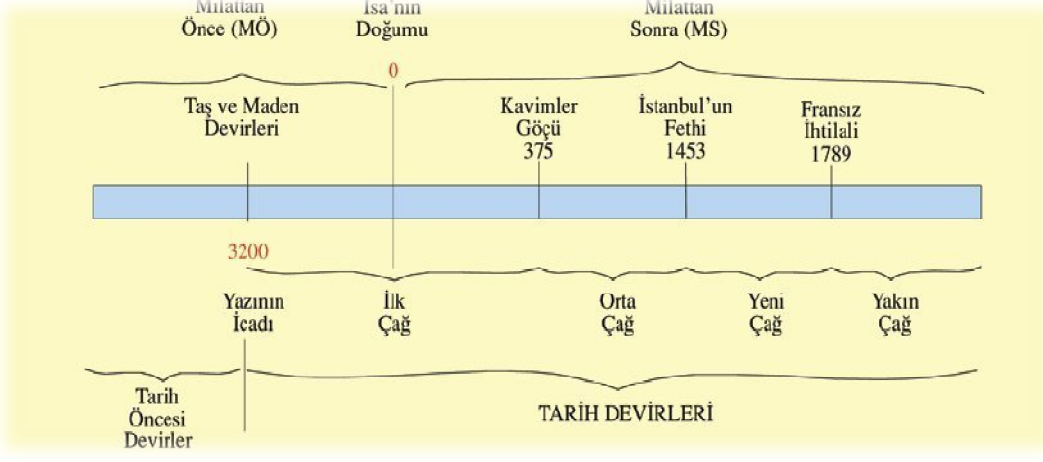 Milattan
Önce (MÖ)
İsa'nın
Doğumu
Milattan
Sonra (MS)
0
Taş ve Maden
Devirleri
Kavimler
Göçü
375
İstanbul'un
Fethi
1453
Fransız
İhtilali
1789
3200
Yazının
İcadı
İlk
Çağ
Orta
Çağ
Yeni
Çağ
Yakın
Çağ
Tarih
Öncesi
Devirler
TARİH DEVİRLERİ